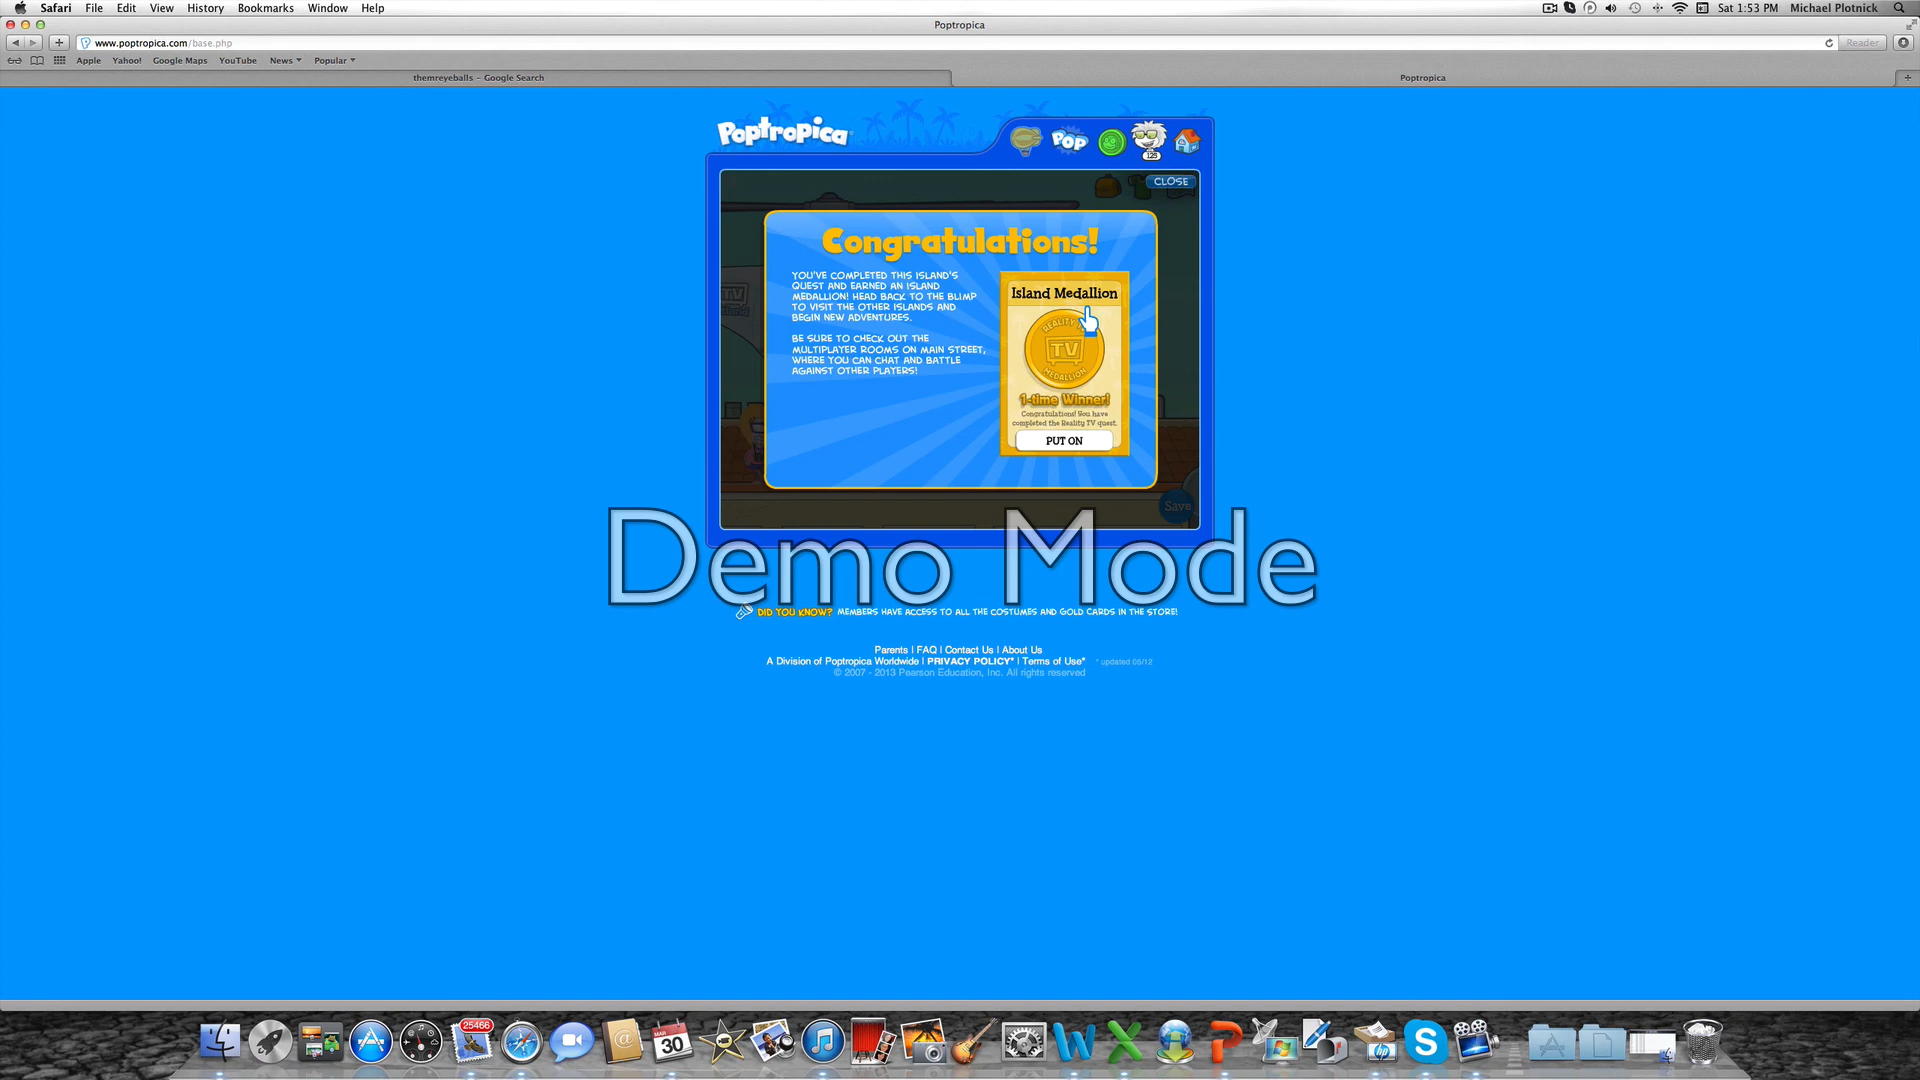 Safari File Edit View History Bookmarks Window Help
Sat 1:53 PM Michael Plotnick
Poptropica
www.poptropica.com/base.php
Reader
Apple Yahoo! Google Maps YouTube News Popular
themreyeballs – Google Search
Poptropica
Poptropica
POP
125
CLOSE
Congratulations!
YOU'VE COMPLETED THIS ISLAND'S
QUEST AND EARNED AN ISLAND
MEDALLION! HEAD BACK TO THE BLIMP
TO VISIT THE OTHER ISLANDS AND
BEGIN NEW ADVENTURES.
BE SURE TO CHECK OUT THE
MULTIPLAYER ROOMS ON MAIN STREET,
WHERE YOU CAN CHAT AND BATTLE
AGAINST OTHER PLAYERS!
Island Medallion
REALITY
TV
MEDALLION
1-time Winner!
Congratulations! You have
completed the Reality TV quest.
PUT ON
Save
Demo Mode
DID YOU KNOW? MEMBERS HAVE ACCESS TO ALL THE COSTUMES AND GOLD CARDS IN THE STORE!
Parents | FAQ | Contact Us | About Us
A Division of Poptropica Worldwide | PRIVACY POLICY* | Terms of Use* * updated 05/12
© 2007 - 2013 Pearson Education, Inc. All rights reserved
25466
MAR
30